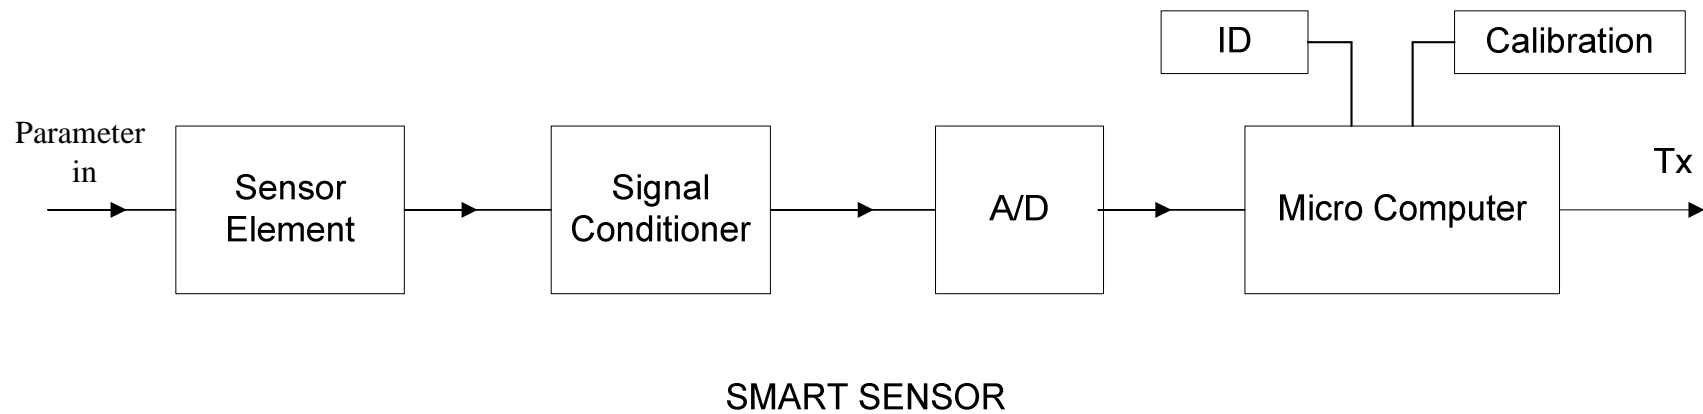 ID
Calibration
Parameter
in
Sensor
Element
Signal
Conditioner
A/D
Micro Computer
Tx
SMART SENSOR